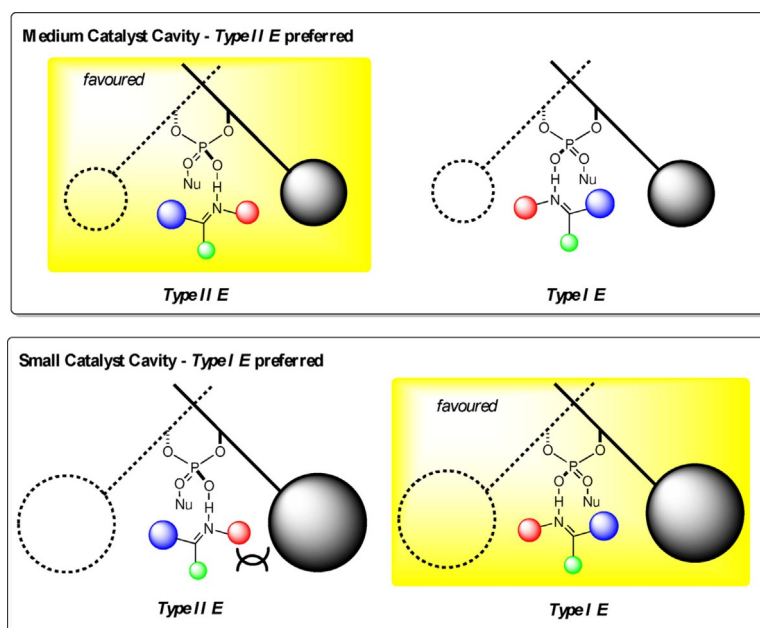 Medium Catalyst Cavity - Type II E preferred
favoured
O O
P
O O
Nu H
N
Type II E
O O
P
O O
H Nu
N
Type I E
Small Catalyst Cavity - Type I E preferred
O O
P
O O
Nu H
N
Type II E
favoured
O O
P
O O
H Nu
N
Type I E